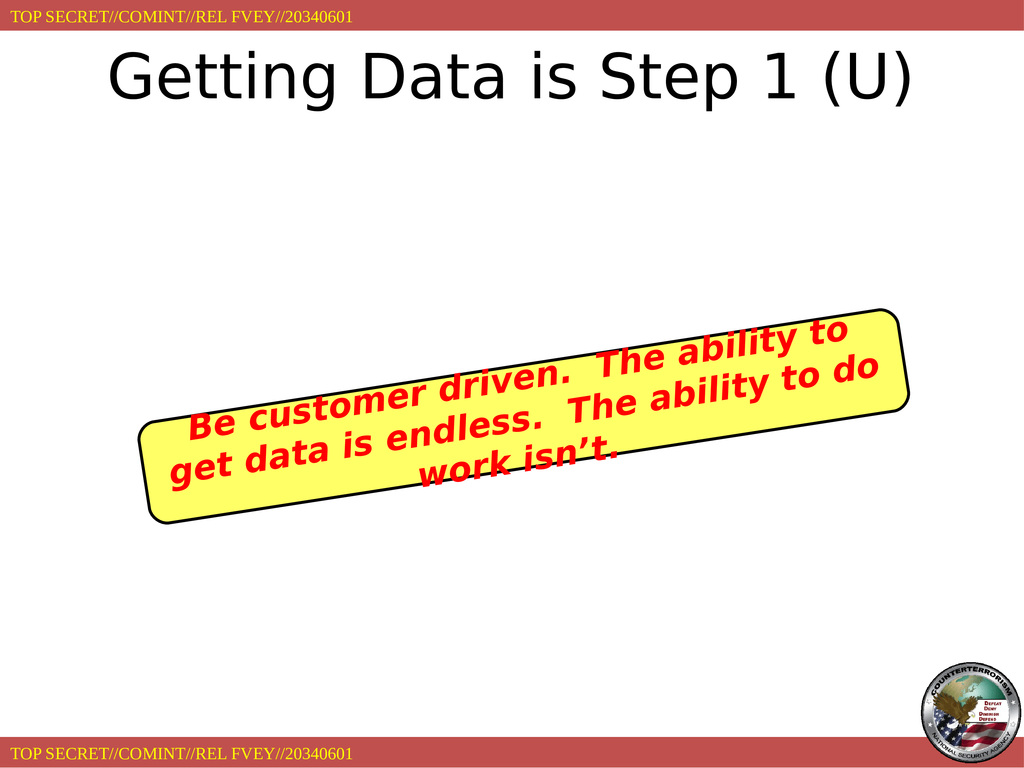 TOP SECRET//COMINT//REL FVEY//20340601
Getting Data is Step 1 (U)
Be customer driven.  The ability to
get data is endless.  The ability to do
work isn’t.
COUNTERTERRORISM
DEFEAT
DENY
DIMINISH
DEFEND
NATIONAL SECURITY AGENCY
TOP SECRET//COMINT//REL FVEY//20340601